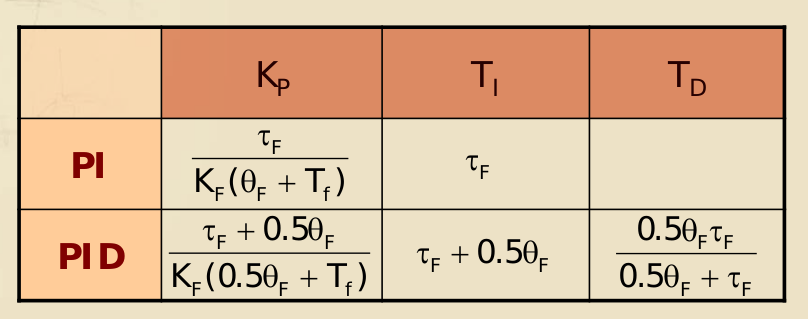 K_P T_I T_D
PI τ_F / K_F(θ_F + T_f) τ_F
PID τ_F + 0.5θ_F / K_F(0.5θ_F + T_f) τ_F + 0.5θ_F 0.5θ_Fτ_F / 0.5θ_F + τ_F